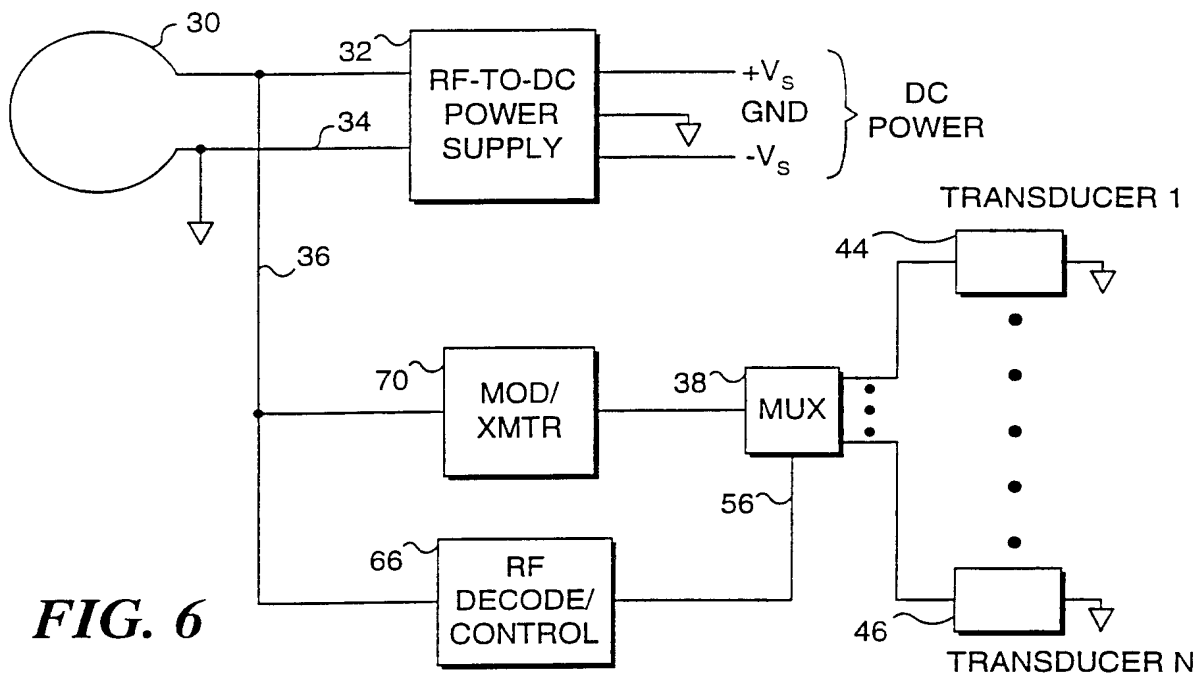 30
32
RF-TO-DC
POWER
SUPPLY
+VS
GND
-VS
DC
POWER
34
TRANSDUCER 1
44
36
70
MOD/
XMTR
38
MUX
56
66
RF
DECODE/
CONTROL
46
TRANSDUCER N
FIG. 6